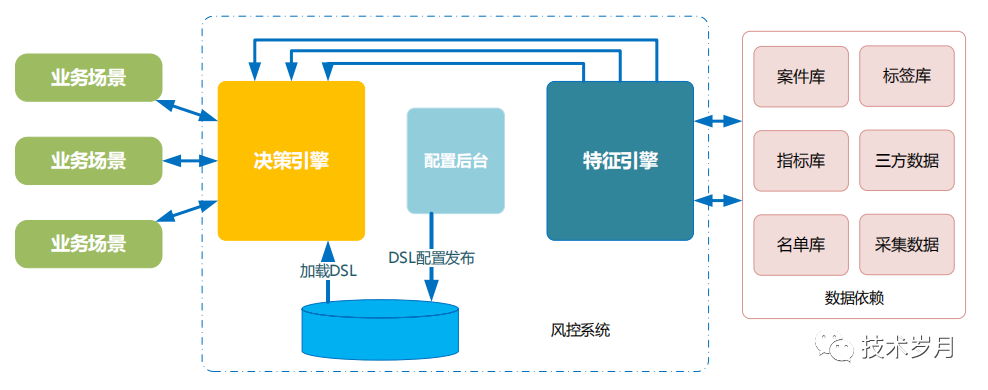 业务场景
业务场景
业务场景
决策引擎
配置后台
特征引擎
加载DSL
DSL配置发布
风控系统
案件库
标签库
指标库
三方数据
名单库
采集数据
数据依赖
技术岁月